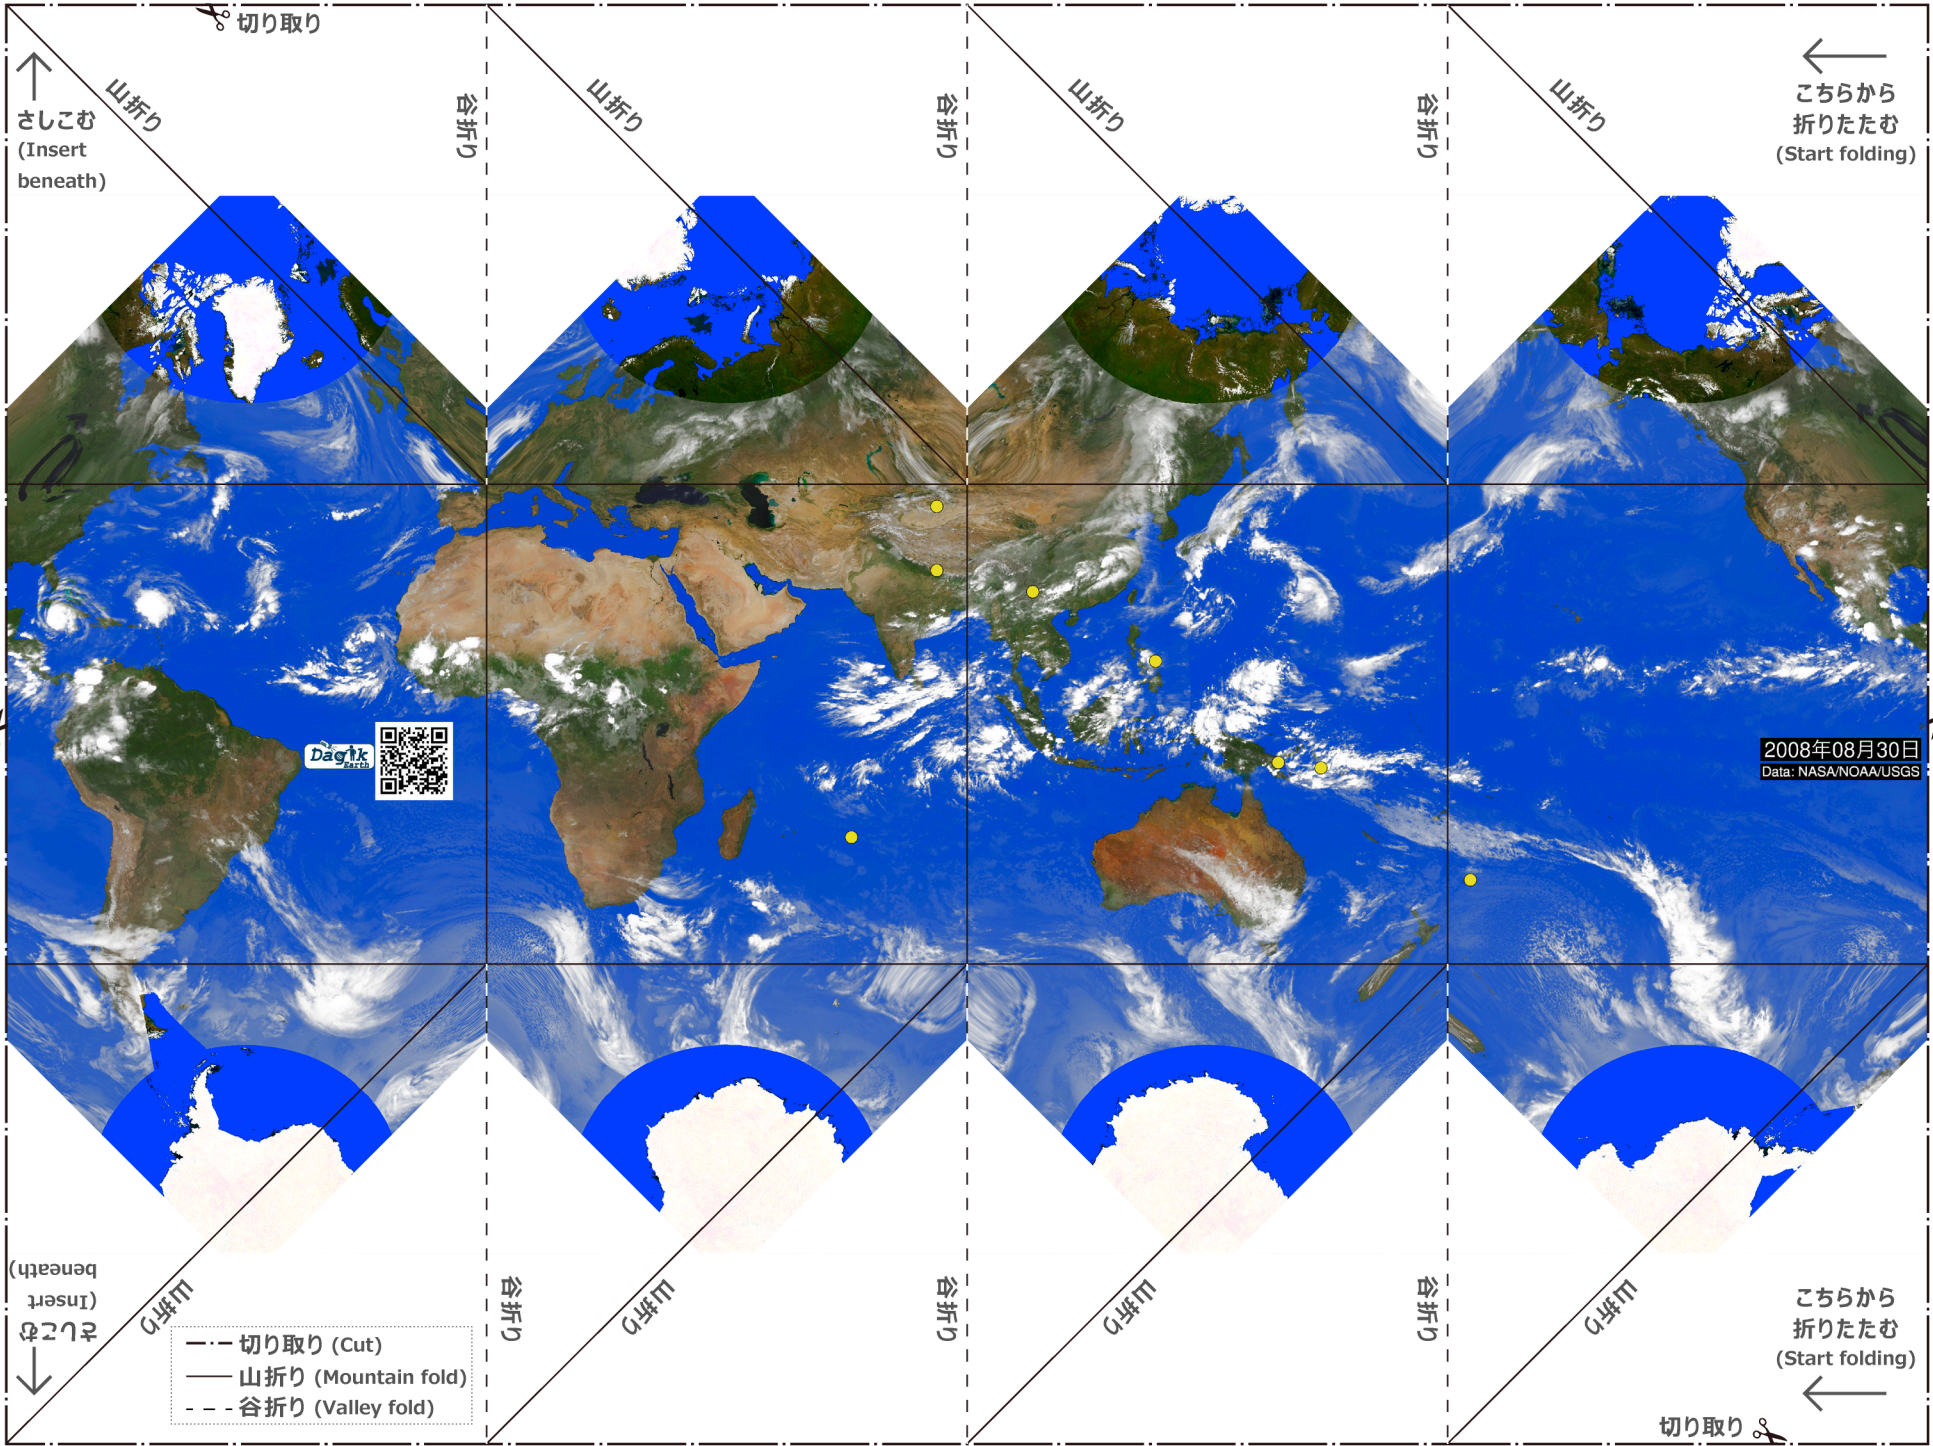 切り取り
山折り
谷折り
山折り
谷折り
山折り
谷折り
山折り
こちらから
折りたたむ
(Start folding)
さしこむ
(Insert
beneath)
Dagik
Earth
2008年08月30日
Data: NASA/NOAA/USGS
さしこむ
(Insert
beneath)
山折り
谷折り
山折り
谷折り
山折り
谷折り
山折り
こちらから
折りたたむ
(Start folding)
切り取り (Cut)
山折り (Mountain fold)
谷折り (Valley fold)
切り取り